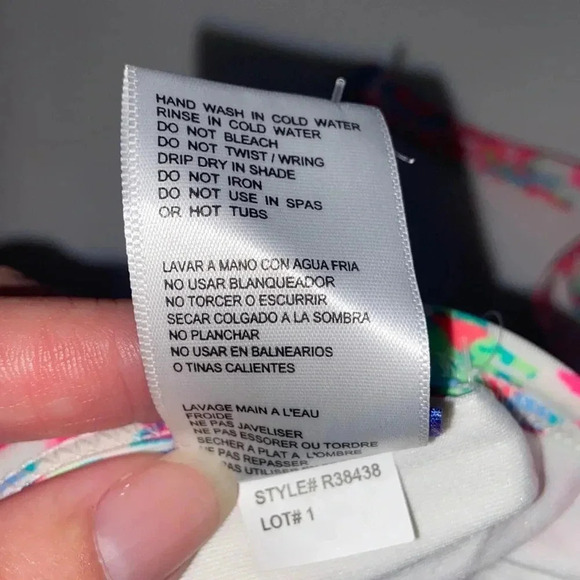 HAND WASH IN COLD WATER
RINSE IN COLD WATER
DO NOT BLEACH
DO NOT TWIST / WRING
DRIP DRY IN SHADE
DO NOT IRON
DO NOT USE IN SPAS
OR HOT TUBS
LAVAR A MANO CON AGUA FRIA
NO USAR BLANQUEADOR
NO TORCER O ESCURRIR
SECAR COLGADO A LA SOMBRA
NO PLANCHAR
NO USAR EN BALNEARIOS
O TINAS CALIENTES
LAVAGE MAIN A L'EAU
FROIDE
NE PAS JAVELISER
NE PAS ESSORER OU TORDRE
SECHER A PLAT A L'OMBRE
PAS REPASSER
PAS
STYLE# R38438
LOT# 1